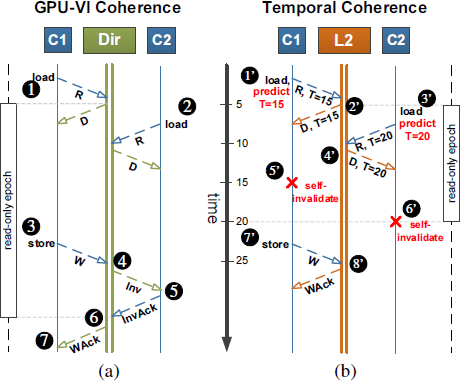 GPU-VI Coherence
C1
Dir
C2
1
load
R
D
2
load
R
D
read-only epoch
3
store
W
4
Inv
5
InvAck
6
WAck
7
(a)
time
5
10
15
20
25
Temporal Coherence
C1
L2
C2
1'
load,
predict
T=15
R, T=15
2'
D, T=15
3'
load
predict
T=20
R, T=20
4'
D, T=20
5'
self-
invalidate
6'
self-
invalidate
read-only epoch
7'
store
W
8'
WAck
(b)